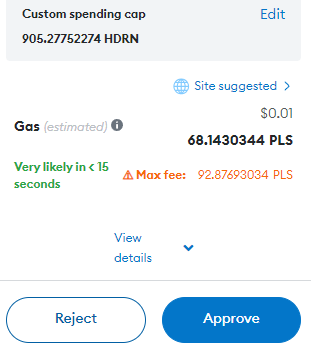 Custom spending cap Edit
905.27752274 HDRN
Site suggested >
$0.01
Gas (estimated)
68.1430344 PLS
Very likely in < 15
seconds
Max fee: 92.87693034 PLS
View
details
Reject Approve